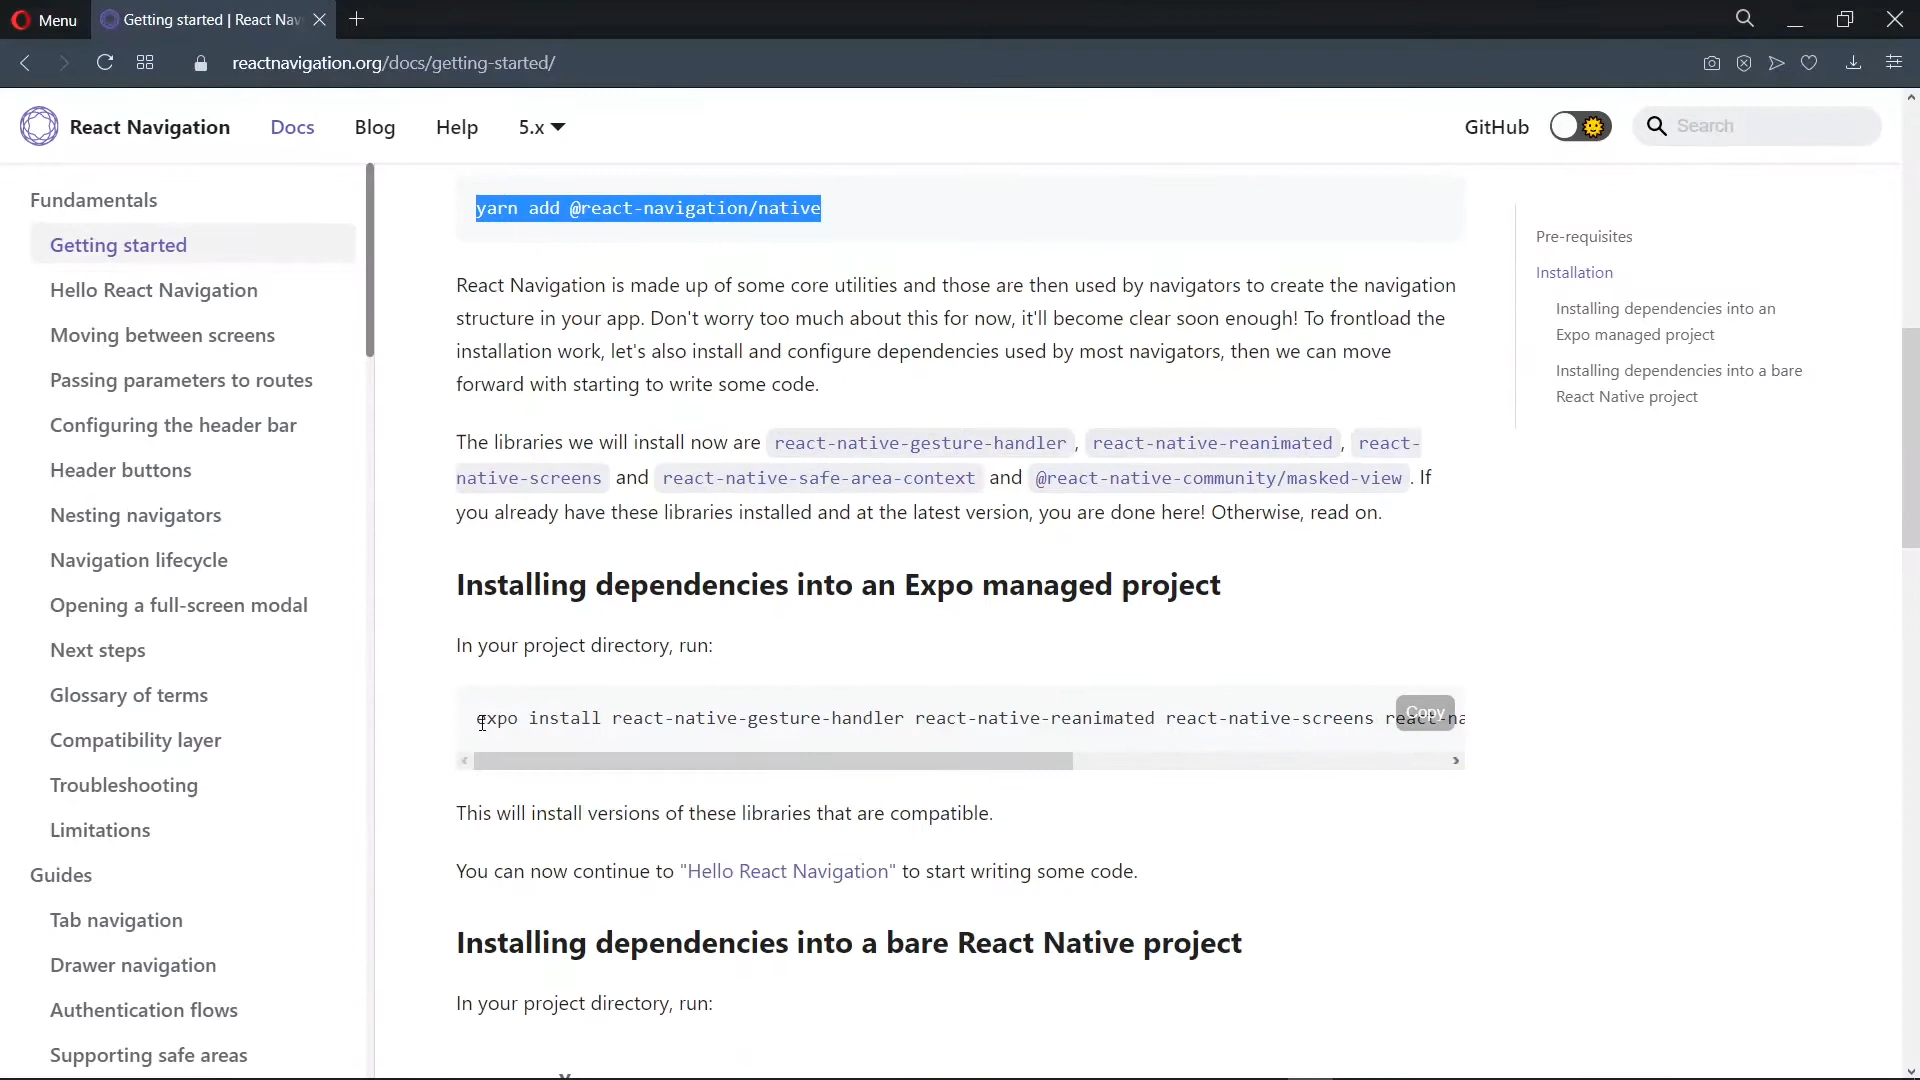 Menu
Getting started | React Nav
reactnavigation.org/docs/getting-started/
React Navigation
Docs
Blog
Help
5.x
GitHub
Search
Fundamentals
Getting started
Hello React Navigation
Moving between screens
Passing parameters to routes
Configuring the header bar
Header buttons
Nesting navigators
Navigation lifecycle
Opening a full-screen modal
Next steps
Glossary of terms
Compatibility layer
Troubleshooting
Limitations
Guides
Tab navigation
Drawer navigation
Authentication flows
Supporting safe areas
yarn add @react-navigation/native
React Navigation is made up of some core utilities and those are then used by navigators to create the navigation
structure in your app. Don't worry too much about this for now, it'll become clear soon enough! To frontload the
installation work, let's also install and configure dependencies used by most navigators, then we can move
forward with starting to write some code.
The libraries we will install now are react-native-gesture-handler, react-native-reanimated, react-
native-screens and react-native-safe-area-context and @react-native-community/masked-view. If
you already have these libraries installed and at the latest version, you are done here! Otherwise, read on.
Installing dependencies into an Expo managed project
In your project directory, run:
expo install react-native-gesture-handler react-native-reanimated react-native-screens react-na
Copy
This will install versions of these libraries that are compatible.
You can now continue to "Hello React Navigation" to start writing some code.
Installing dependencies into a bare React Native project
In your project directory, run:
Pre-requisites
Installation
Installing dependencies into an
Expo managed project
Installing dependencies into a bare
React Native project